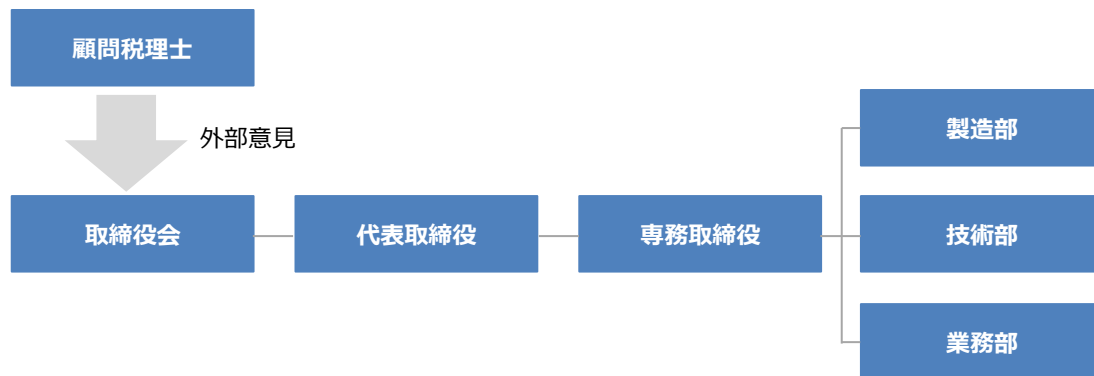 顧問税理士
外部意見
取締役会
代表取締役
専務取締役
製造部
技術部
業務部